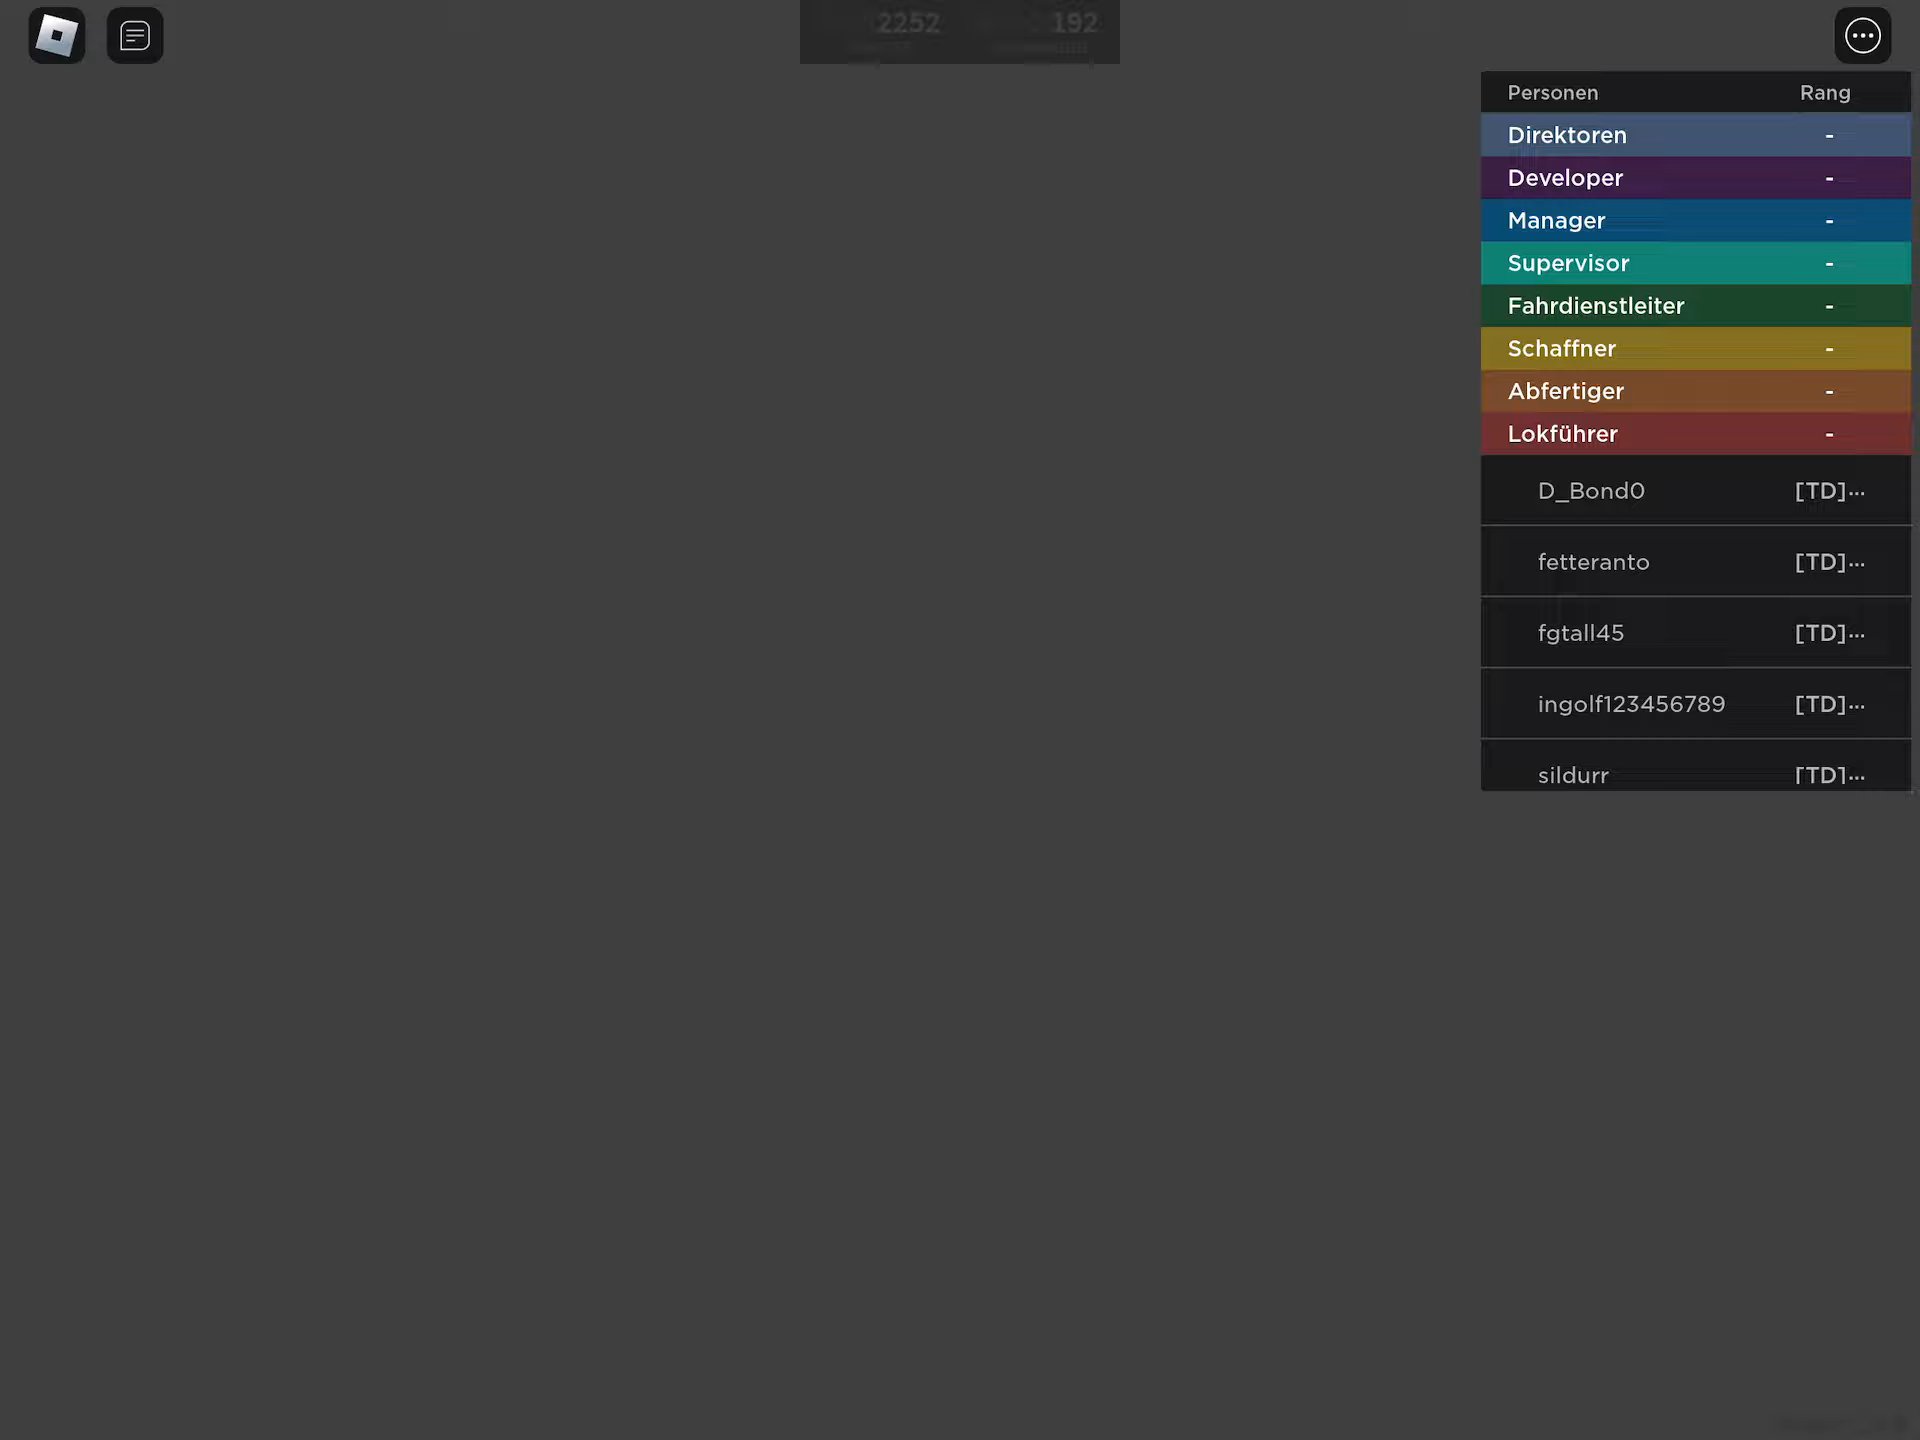 2252 192
Personen Rang
Direktoren -
Developer -
Manager -
Supervisor -
Fahrdienstleiter -
Schaffner -
Abfertiger -
Lokführer -
D_Bond0 [TD]...
fetteranto [TD]...
fgtall45 [TD]...
ingolf123456789 [TD]...
sildurr [TD]...